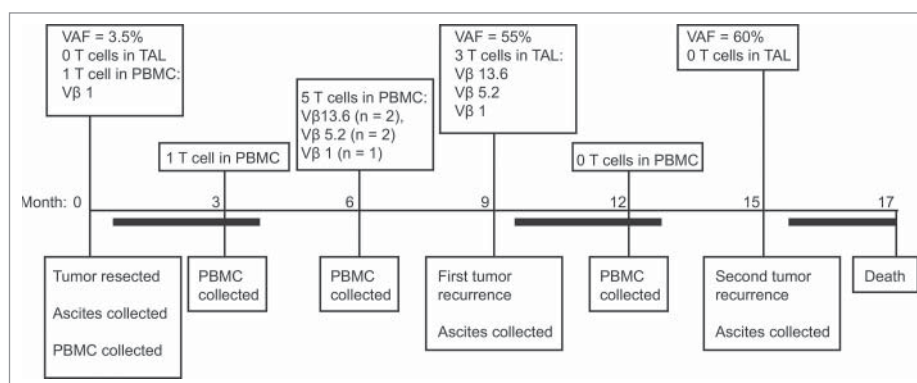 VAF = 3.5%
0 T cells in TAL
1 T cell in PBMC:
Vβ 1
5 T cells in PBMC:
Vβ13.6 (n = 2),
Vβ 5.2 (n = 2)
Vβ 1 (n = 1)
VAF = 55%
3 T cells in TAL:
Vβ 13.6
Vβ 5.2
Vβ 1
VAF = 60%
0 T cells in TAL
1 T cell in PBMC
0 T cells in PBMC
Month: 0 3 6 9 12 15 17
Tumor resected
Ascites collected
PBMC collected
PBMC
collected
PBMC
collected
First tumor
recurrence
Ascites collected
PBMC
collected
Second tumor
recurrence
Ascites collected
Death